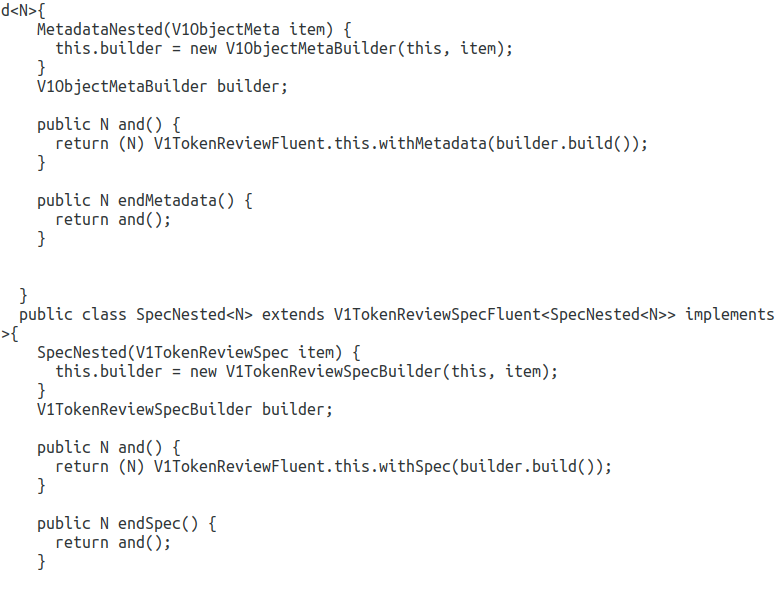 d<N>{
    MetadataNested(V1ObjectMeta item) {
      this.builder = new V1ObjectMetaBuilder(this, item);
    }
    V1ObjectMetaBuilder builder;

    public N and() {
      return (N) V1TokenReviewFluent.this.withMetadata(builder.build());
    }

    public N endMetadata() {
      return and();
    }


  }
  public class SpecNested<N> extends V1TokenReviewSpecFluent<SpecNested<N>> implements
>{
    SpecNested(V1TokenReviewSpec item) {
      this.builder = new V1TokenReviewSpecBuilder(this, item);
    }
    V1TokenReviewSpecBuilder builder;

    public N and() {
      return (N) V1TokenReviewFluent.this.withSpec(builder.build());
    }

    public N endSpec() {
      return and();
    }